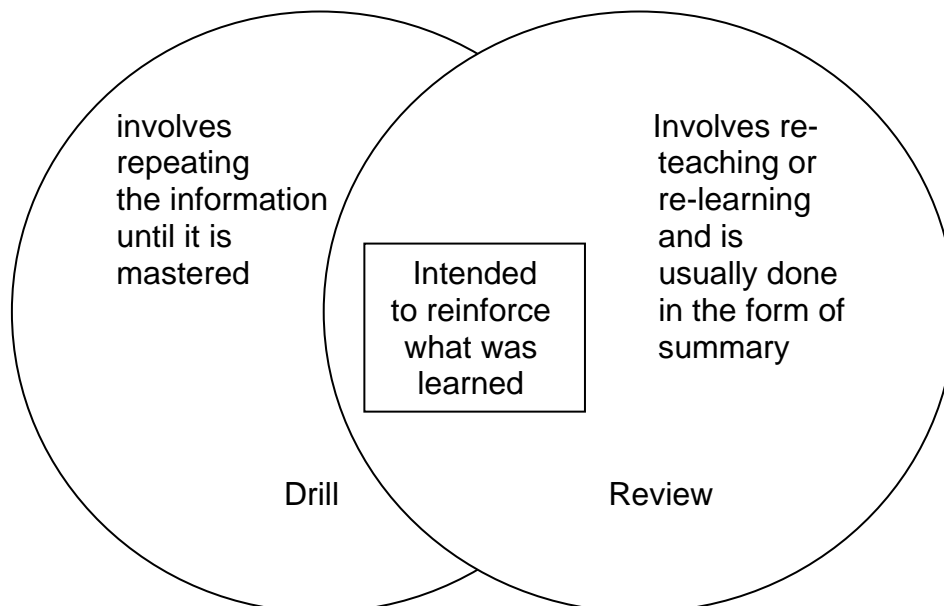 involves
repeating
the information
until it is
mastered
Intended
to reinforce
what was
learned
Involves re-
teaching or
re-learning
and is
usually done
in the form of
summary
Drill
Review